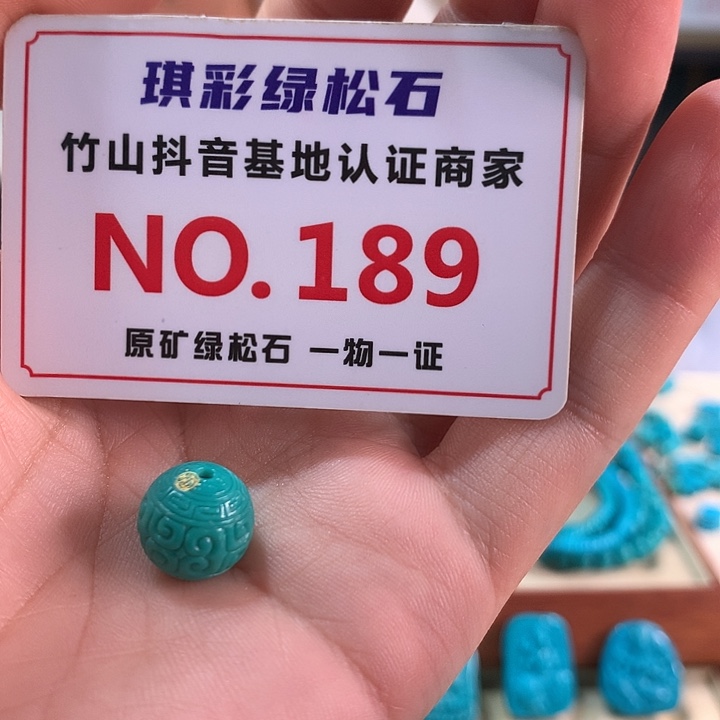 琪彩绿松石
竹山抖音基地认证商家
NO.189
原矿绿松石 一物一证